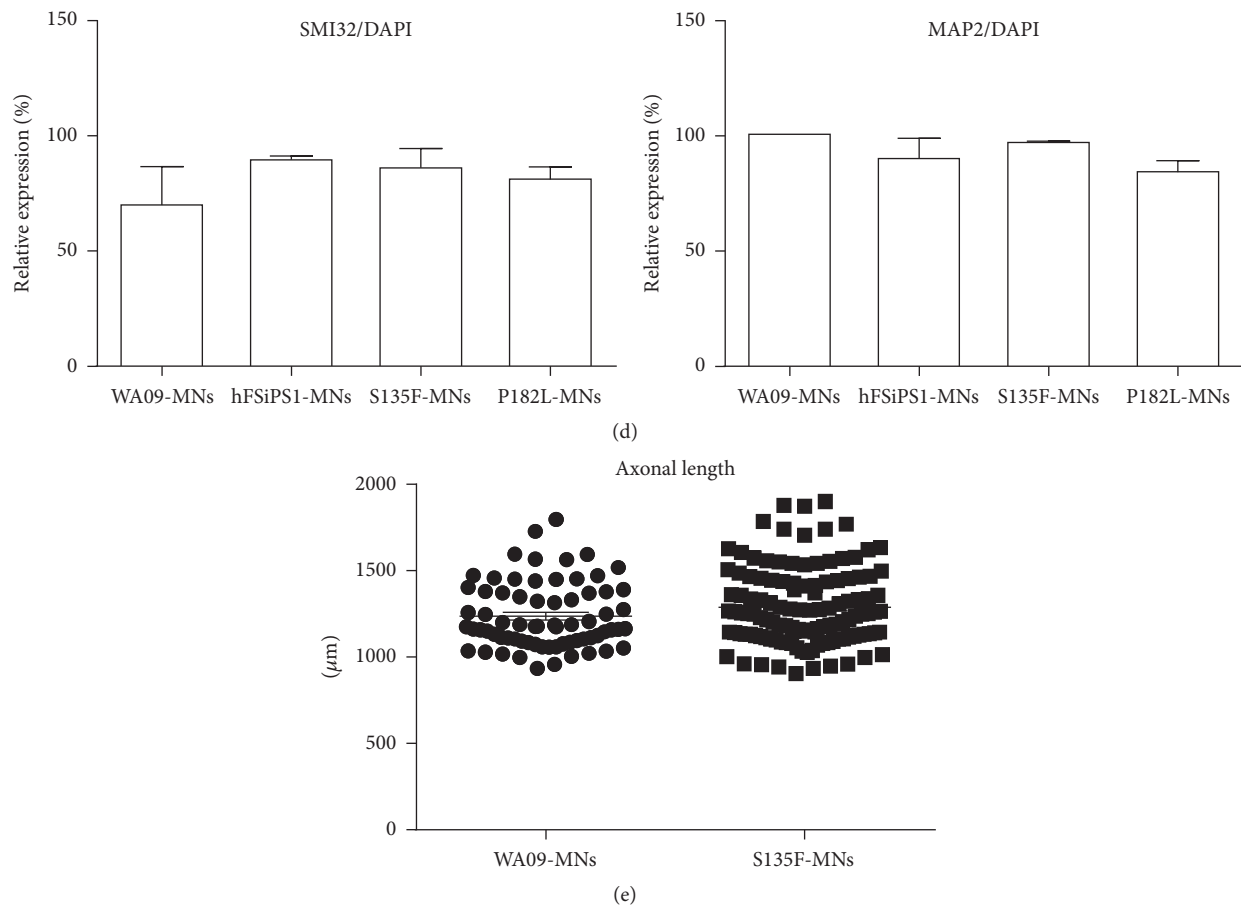 SMI32/DAPI
Relative expression (%)
150
100
50
0
WA09-MNs hFSiPS1-MNs S135F-MNs P182L-MNs
MAP2/DAPI
Relative expression (%)
150
100
50
0
WA09-MNs hFSiPS1-MNs S135F-MNs P182L-MNs
(d)
Axonal length
(μm)
2000
1500
1000
500
0
WA09-MNs S135F-MNs
(e)